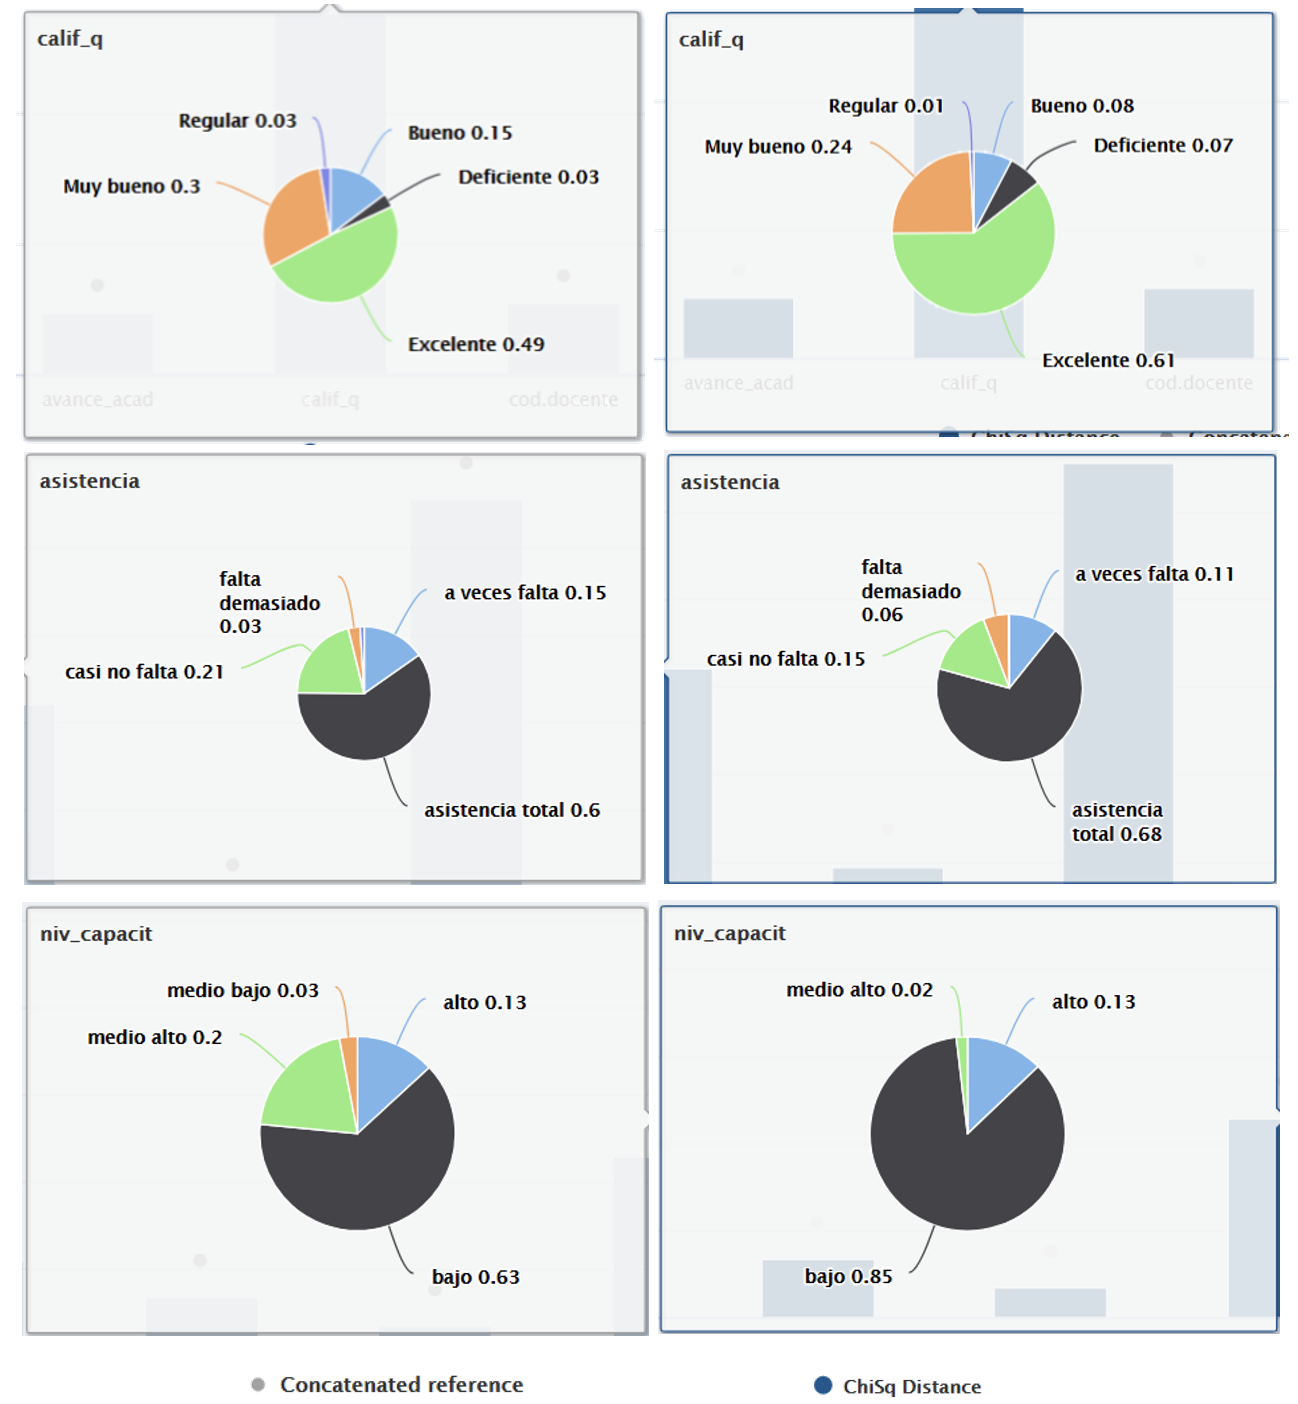 calif_q
Regular 0.03
Bueno 0.15
Muy bueno 0.3
Deficiente 0.03
Excelente 0.49
avance_acad
calif_q
cod.docente
calif_q
Regular 0.01
Bueno 0.08
Muy bueno 0.24
Deficiente 0.07
Excelente 0.61
avance_acad
calif_q
cod.docente
ChiSq Distance
asistencia
falta
demasiado
0.03
a veces falta 0.15
casi no falta 0.21
asistencia total 0.6
asistencia
falta
demasiado
0.06
a veces falta 0.11
casi no falta 0.15
asistencia
total 0.68
niv_capacit
medio bajo 0.03
alto 0.13
medio alto 0.2
bajo 0.63
niv_capacit
medio alto 0.02
alto 0.13
bajo 0.85
Concatenated reference
ChiSq Distance